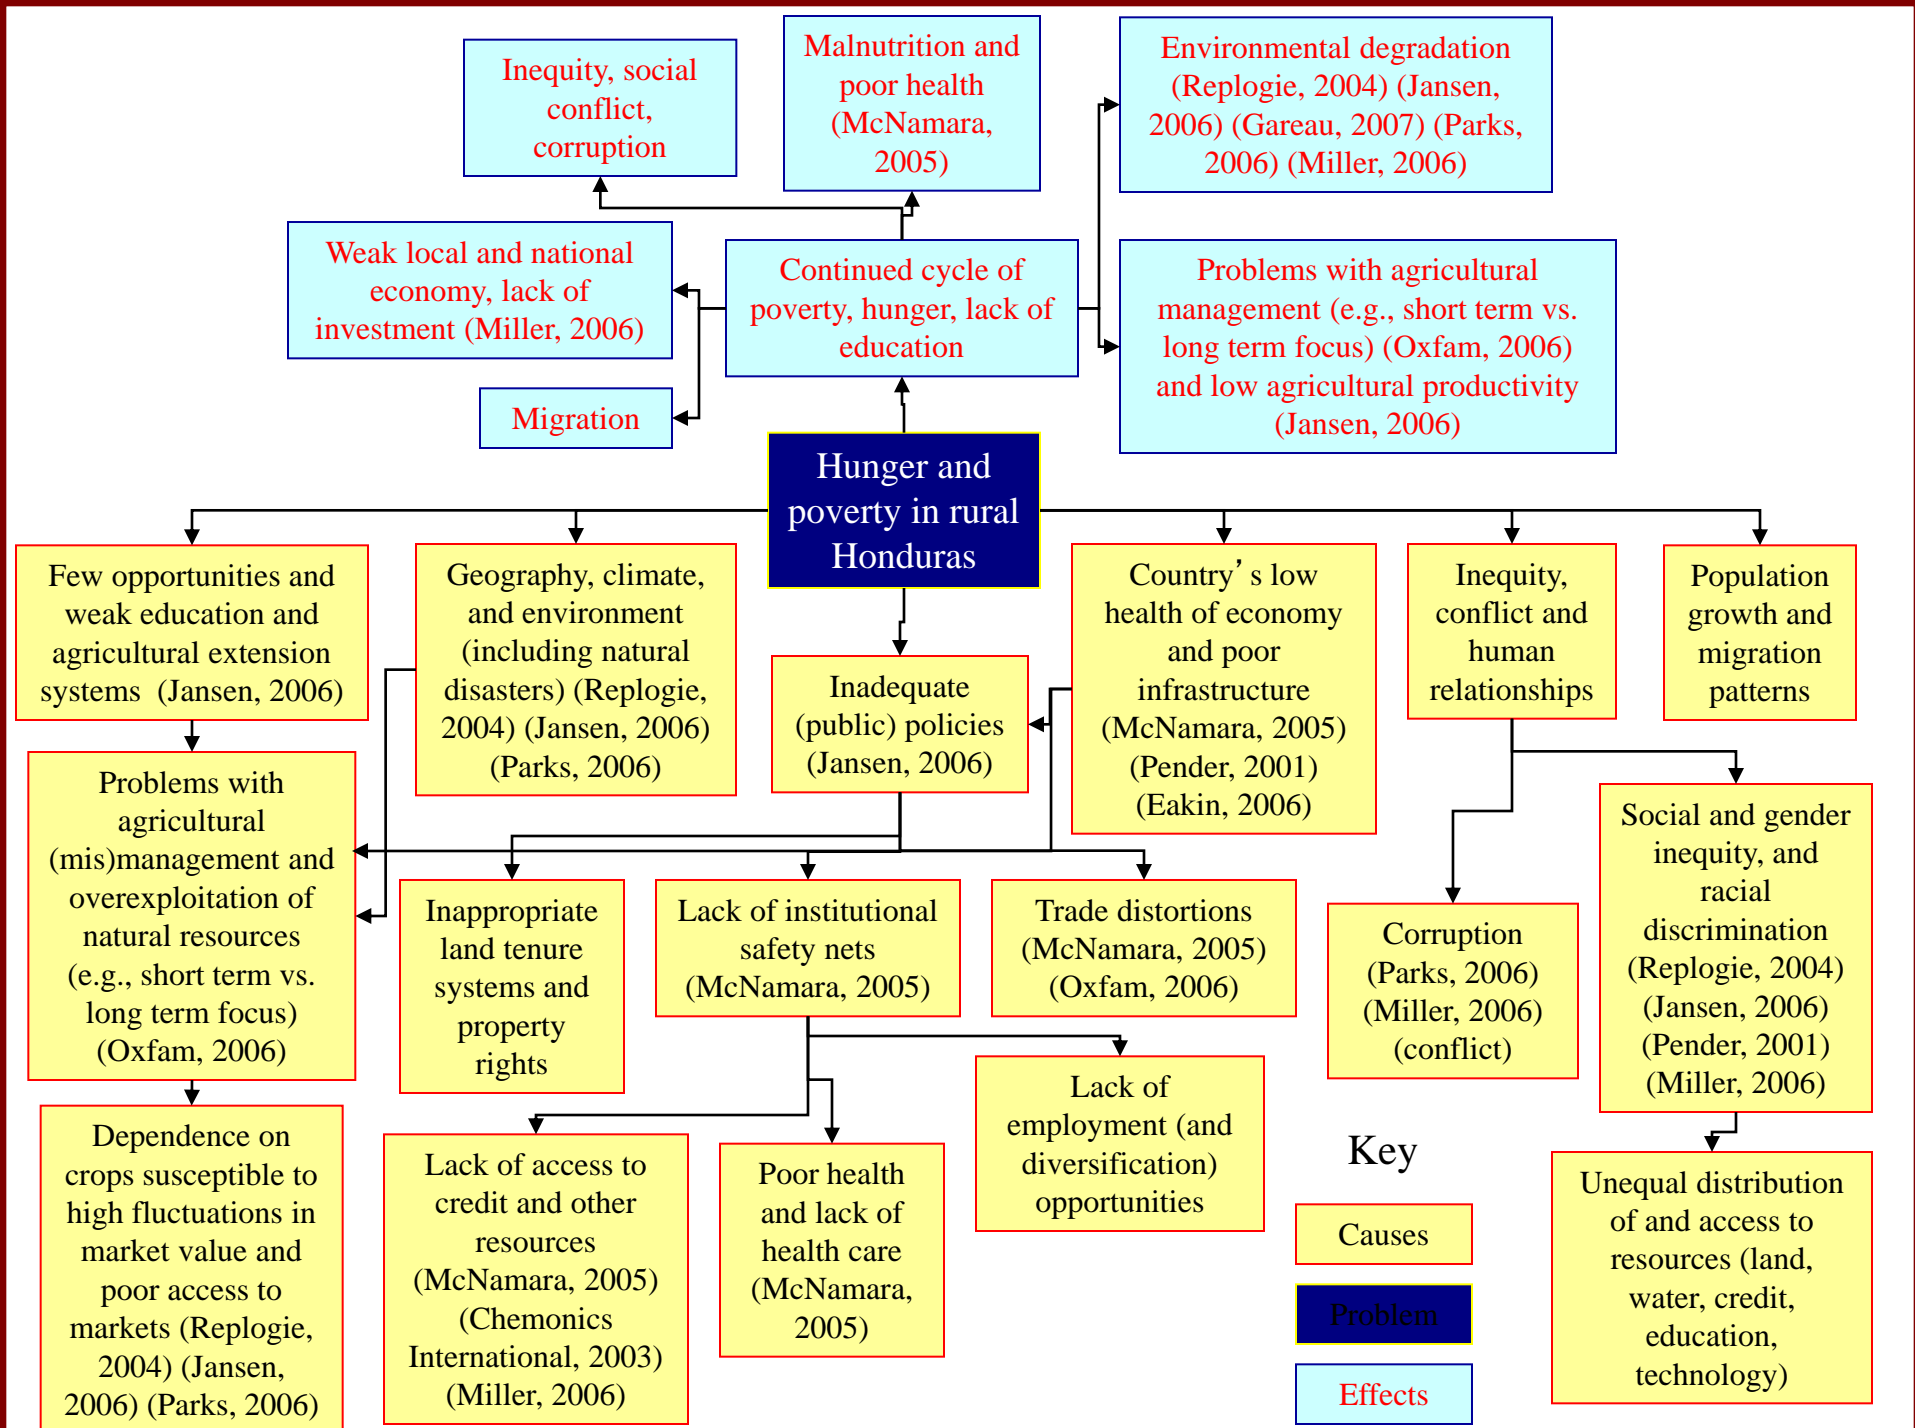 Inequity, social
conflict,
corruption
Malnutrition and
poor health
(McNamara,
2005)
Environmental degradation
(Replogie, 2004) (Jansen,
2006) (Gareau, 2007) (Parks,
2006) (Miller, 2006)
Weak local and national
economy, lack of
investment (Miller, 2006)
Continued cycle of
poverty, hunger, lack of
education
Problems with agricultural
management (e.g., short term vs.
long term focus) (Oxfam, 2006)
and low agricultural productivity
(Jansen, 2006)
Migration
Hunger and
poverty in rural
Honduras
Few opportunities and
weak education and
agricultural extension
systems (Jansen, 2006)
Geography, climate,
and environment
(including natural
disasters) (Replogie,
2004) (Jansen, 2006)
(Parks, 2006)
Inadequate
(public) policies
(Jansen, 2006)
Country’s low
health of economy
and poor
infrastructure
(McNamara, 2005)
(Pender, 2001)
(Eakin, 2006)
Inequity,
conflict and
human
relationships
Population
growth and
migration
patterns
Problems with
agricultural
(mis)management and
overexploitation of
natural resources
(e.g., short term vs.
long term focus)
(Oxfam, 2006)
Inappropriate
land tenure
systems and
property
rights
Lack of institutional
safety nets
(McNamara, 2005)
Trade distortions
(McNamara, 2005)
(Oxfam, 2006)
Corruption
(Parks, 2006)
(Miller, 2006)
(conflict)
Social and gender
inequity, and
racial
discrimination
(Replogie, 2004)
(Jansen, 2006)
(Pender, 2001)
(Miller, 2006)
Dependence on
crops susceptible to
high fluctuations in
market value and
poor access to
markets (Replogie,
2004) (Jansen,
2006) (Parks, 2006)
Lack of access to
credit and other
resources
(McNamara, 2005)
(Chemonics
International, 2003)
(Miller, 2006)
Poor health
and lack of
health care
(McNamara,
2005)
Lack of
employment (and
diversification)
opportunities
Unequal distribution
of and access to
resources (land,
water, credit,
education,
technology)
Key
Causes
Problem
Effects